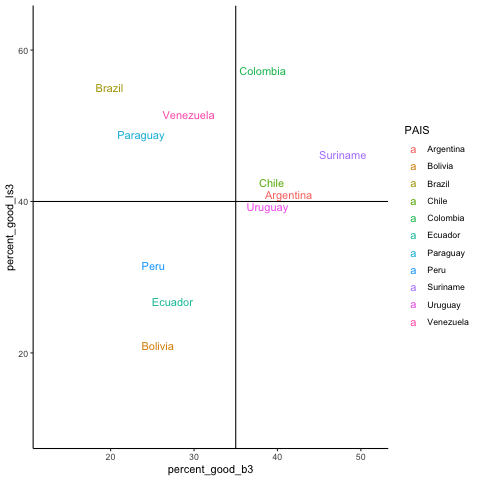 60
40
20
percent_good_ls3
Colombia
Brazil
Venezuela
Paraguay
Suriname
Chile
Argentina
Uruguay
Peru
Ecuador
Bolivia
20 30 40 50
percent_good_b3
PAIS
a Argentina
a Bolivia
a Brazil
a Chile
a Colombia
a Ecuador
a Paraguay
a Peru
a Suriname
a Uruguay
a Venezuela